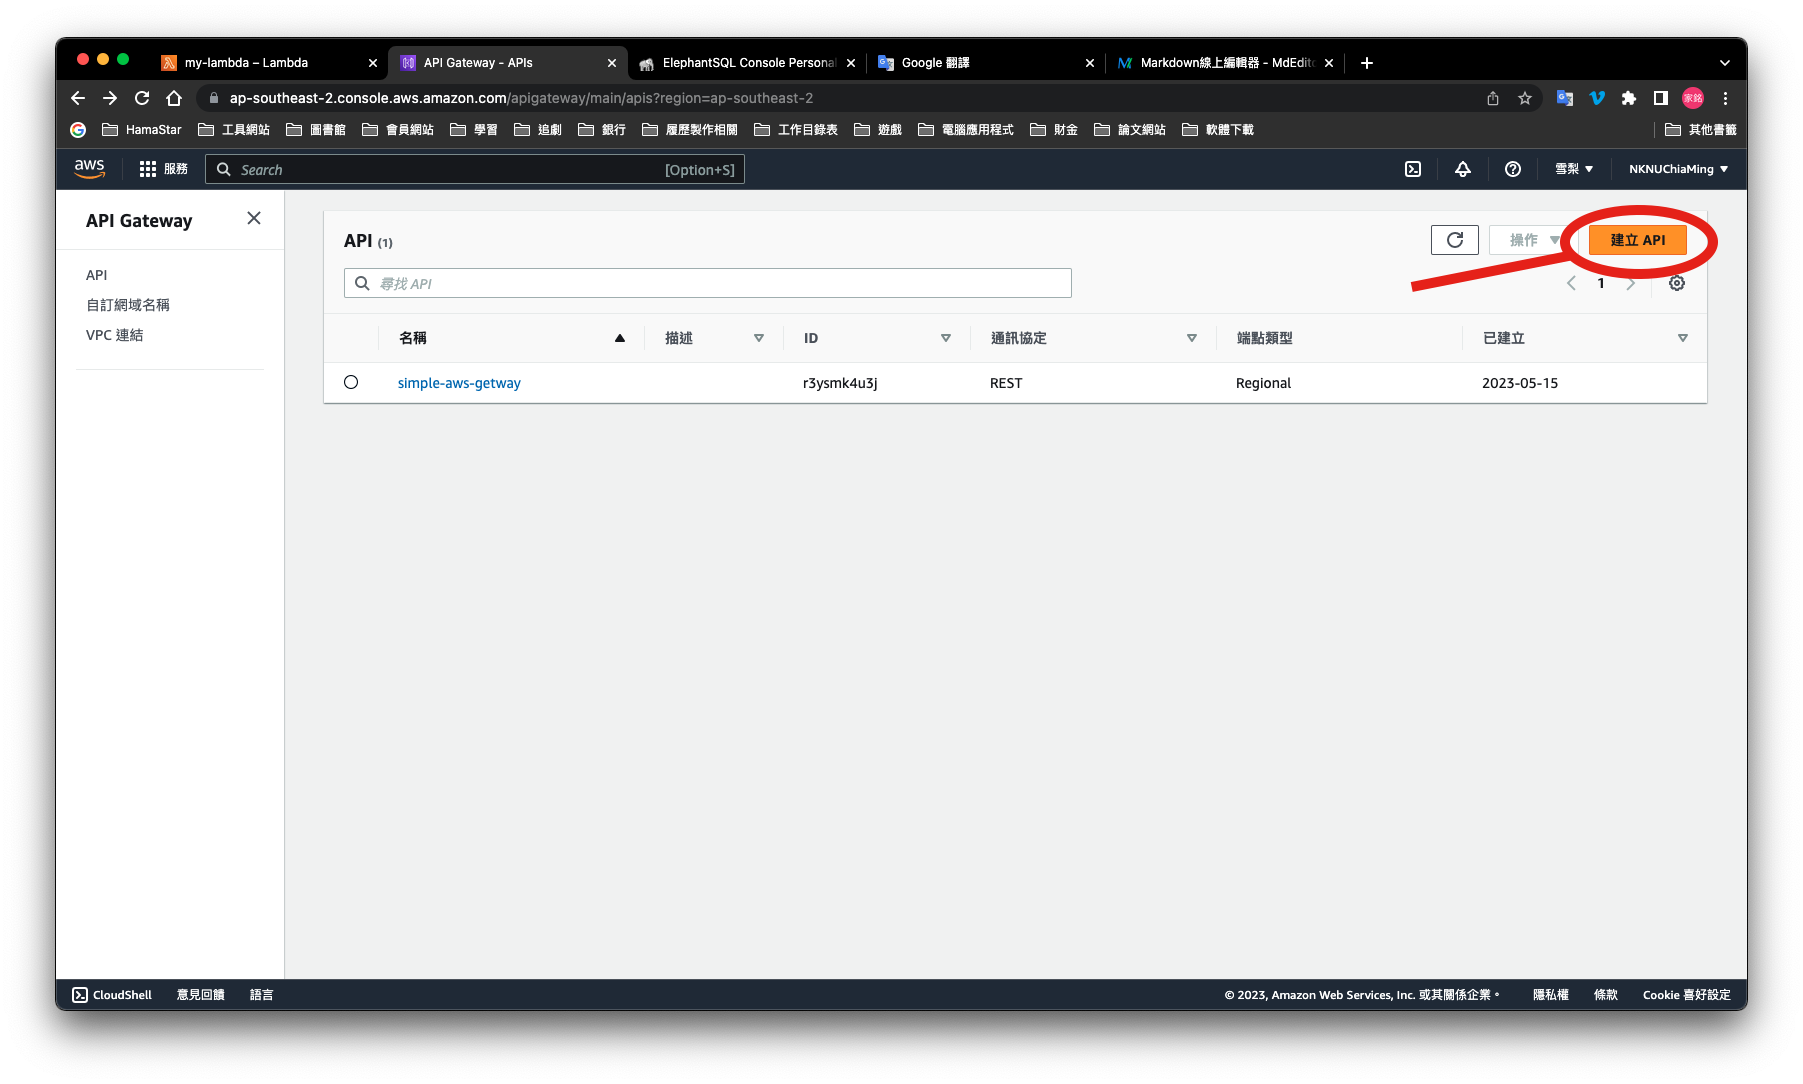 my-lambda – Lambda
API Gateway - APIs
ElephantSQL Console Personal
Google 翻譯
Markdown線上編輯器 - MdEdito
ap-southeast-2.console.aws.amazon.com/apigateway/main/apis?region=ap-southeast-2
家銘
HamaStar
工具網站
圖書館
會員網站
學習
追劇
銀行
履歷製作相關
工作目錄表
遊戲
電腦應用程式
財金
論文網站
軟體下載
其他書籤
aws
服務
Search
[Option+S]
雪梨
NKNUChiaMing
API Gateway
API
自訂網域名稱
VPC 連結
API (1)
操作
建立 API
尋找 API
1
名稱
描述
ID
通訊協定
端點類型
已建立
simple-aws-getway
r3ysmk4u3j
REST
Regional
2023-05-15
CloudShell
意見回饋
語言
© 2023, Amazon Web Services, Inc. 或其關係企業。
隱私權
條款
Cookie 喜好設定